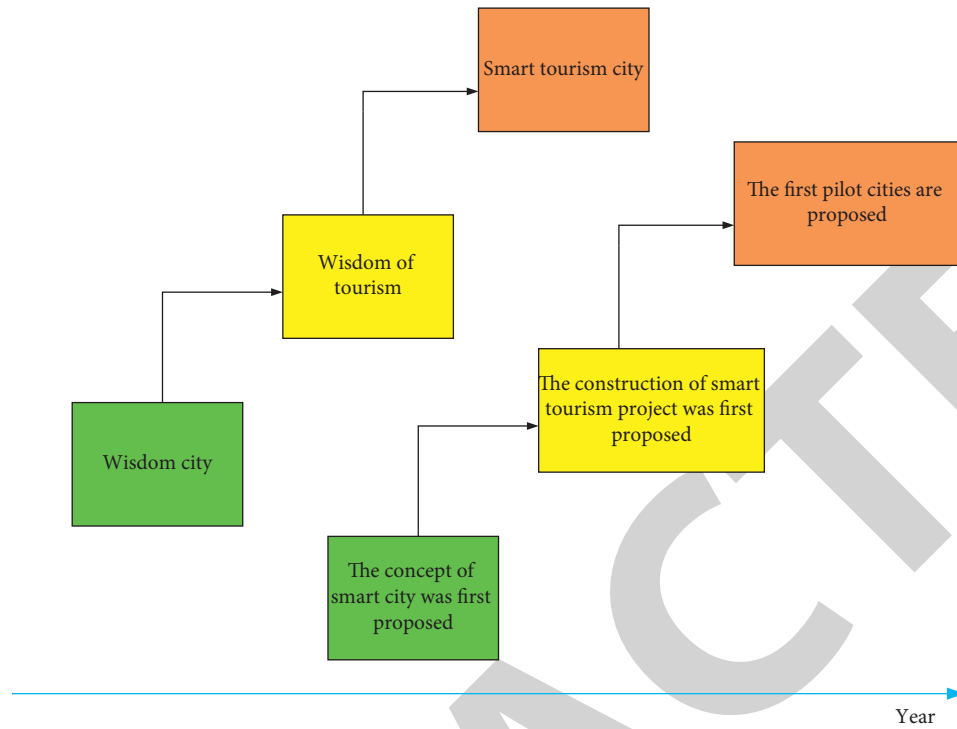 Smart tourism city
The first pilot cities are
proposed
Wisdom of
tourism
The construction of smart
tourism project was first
proposed
Wisdom city
The concept of
smart city was first
proposed
Year